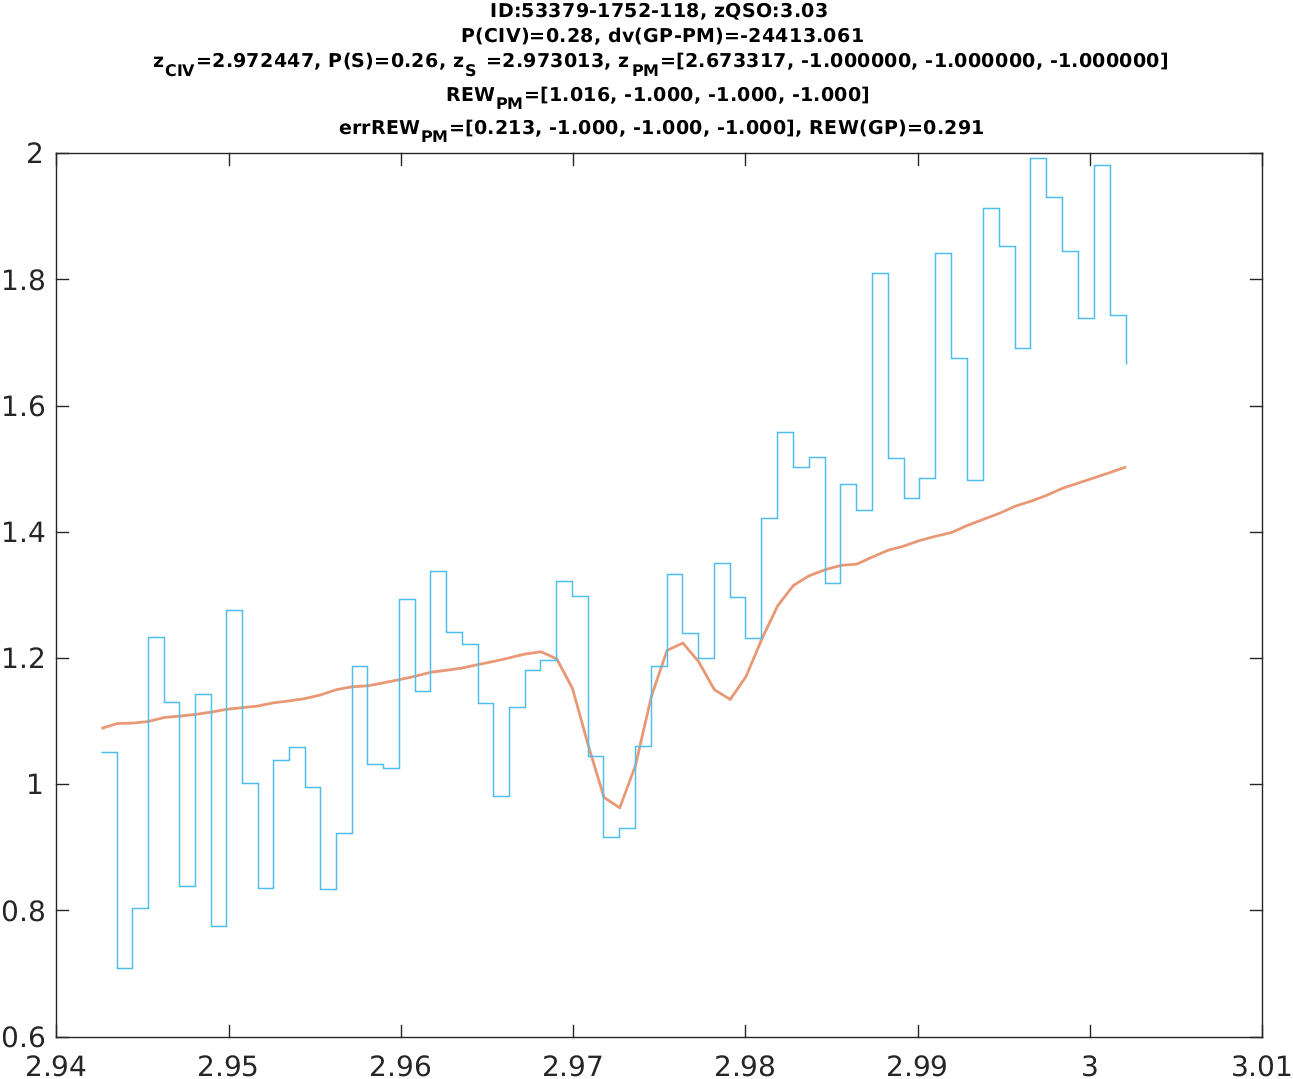 ID:53379-1752-118, zQSO:3.03
P(CIV)=0.28, dv(GP-PM)=-24413.061
zCIV=2.972447, P(S)=0.26, zS =2.973013, zPM=[2.673317, -1.000000, -1.000000, -1.000000]
REWPM=[1.016, -1.000, -1.000, -1.000]
errREWPM=[0.213, -1.000, -1.000, -1.000], REW(GP)=0.291
2
1.8
1.6
1.4
1.2
1
0.8
0.6
2.94 2.95 2.96 2.97 2.98 2.99 3 3.01